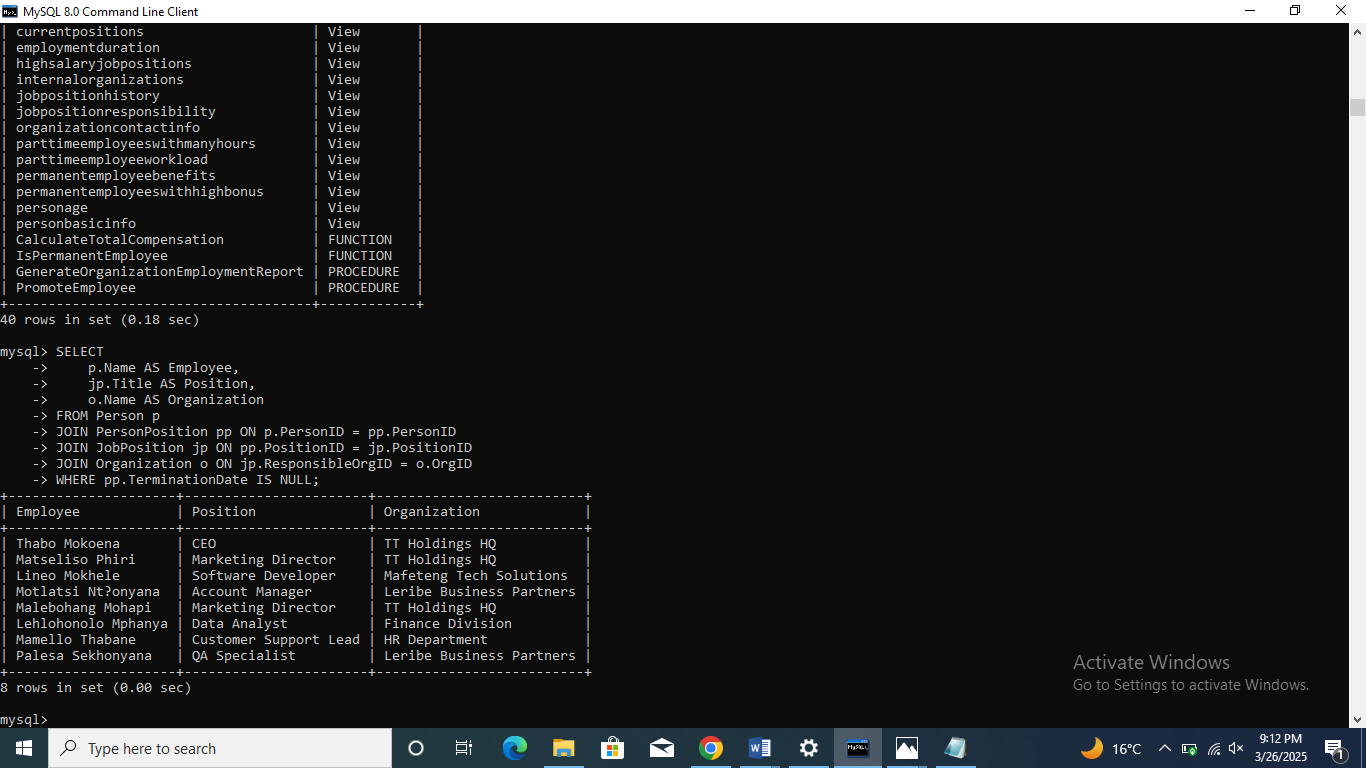 MySQL 8.0 Command Line Client
| currentpositions | View |
| employmentduration | View |
| highsalaryjobpositions | View |
| internalorganizations | View |
| jobpositionhistory | View |
| jobpositionresponsibility | View |
| organizationcontactinfo | View |
| parttimeemployeeswithmanyhours | View |
| parttimeemployeeworkload | View |
| permanentemployeebenefits | View |
| permanentemployeeswithhighbonus | View |
| personage | View |
| personbasicinfo | View |
| CalculateTotalCompensation | FUNCTION |
| IsPermanentEmployee | FUNCTION |
| GenerateOrganizationEmploymentReport | PROCEDURE |
| PromoteEmployee | PROCEDURE |
+--------------------------------------+------------+
40 rows in set (0.18 sec)
mysql> SELECT
    ->     p.Name AS Employee,
    ->     jp.Title AS Position,
    ->     o.Name AS Organization
    -> FROM Person p
    -> JOIN PersonPosition pp ON p.PersonID = pp.PersonID
    -> JOIN JobPosition jp ON pp.PositionID = jp.PositionID
    -> JOIN Organization o ON jp.ResponsibleOrgID = o.OrgID
    -> WHERE pp.TerminationDate IS NULL;
+---------------------+-----------------------+--------------------------+
| Employee            | Position              | Organization             |
+---------------------+-----------------------+--------------------------+
| Thabo Mokoena       | CEO                   | TT Holdings HQ           |
| Matseliso Phiri     | Marketing Director    | TT Holdings HQ           |
| Lineo Mokhele       | Software Developer    | Mafeteng Tech Solutions  |
| Motlatsi Nt?onyana  | Account Manager       | Leribe Business Partners |
| Malebohang Mohapi   | Marketing Director    | TT Holdings HQ           |
| Lehlohonolo Mphanya | Data Analyst          | Finance Division         |
| Mamello Thabane     | Customer Support Lead | HR Department            |
| Palesa Sekhonyana   | QA Specialist         | Leribe Business Partners |
+---------------------+-----------------------+--------------------------+
8 rows in set (0.00 sec)
mysql>
Activate Windows
Go to Settings to activate Windows.
Type here to search
16°C
9:12 PM
3/26/2025
1